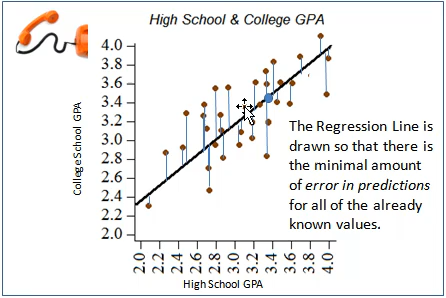 High School & College GPA
College School GPA
4.0
3.8
3.6
3.4
3.2
3.0
2.8
2.6
2.4
2.2
2.0
2.0
2.2
2.4
2.6
2.8
3.0
3.2
3.4
3.6
3.8
4.0
High School GPA
The Regression Line is
drawn so that there is
the minimal amount
of error in predictions
for all of the already
known values.